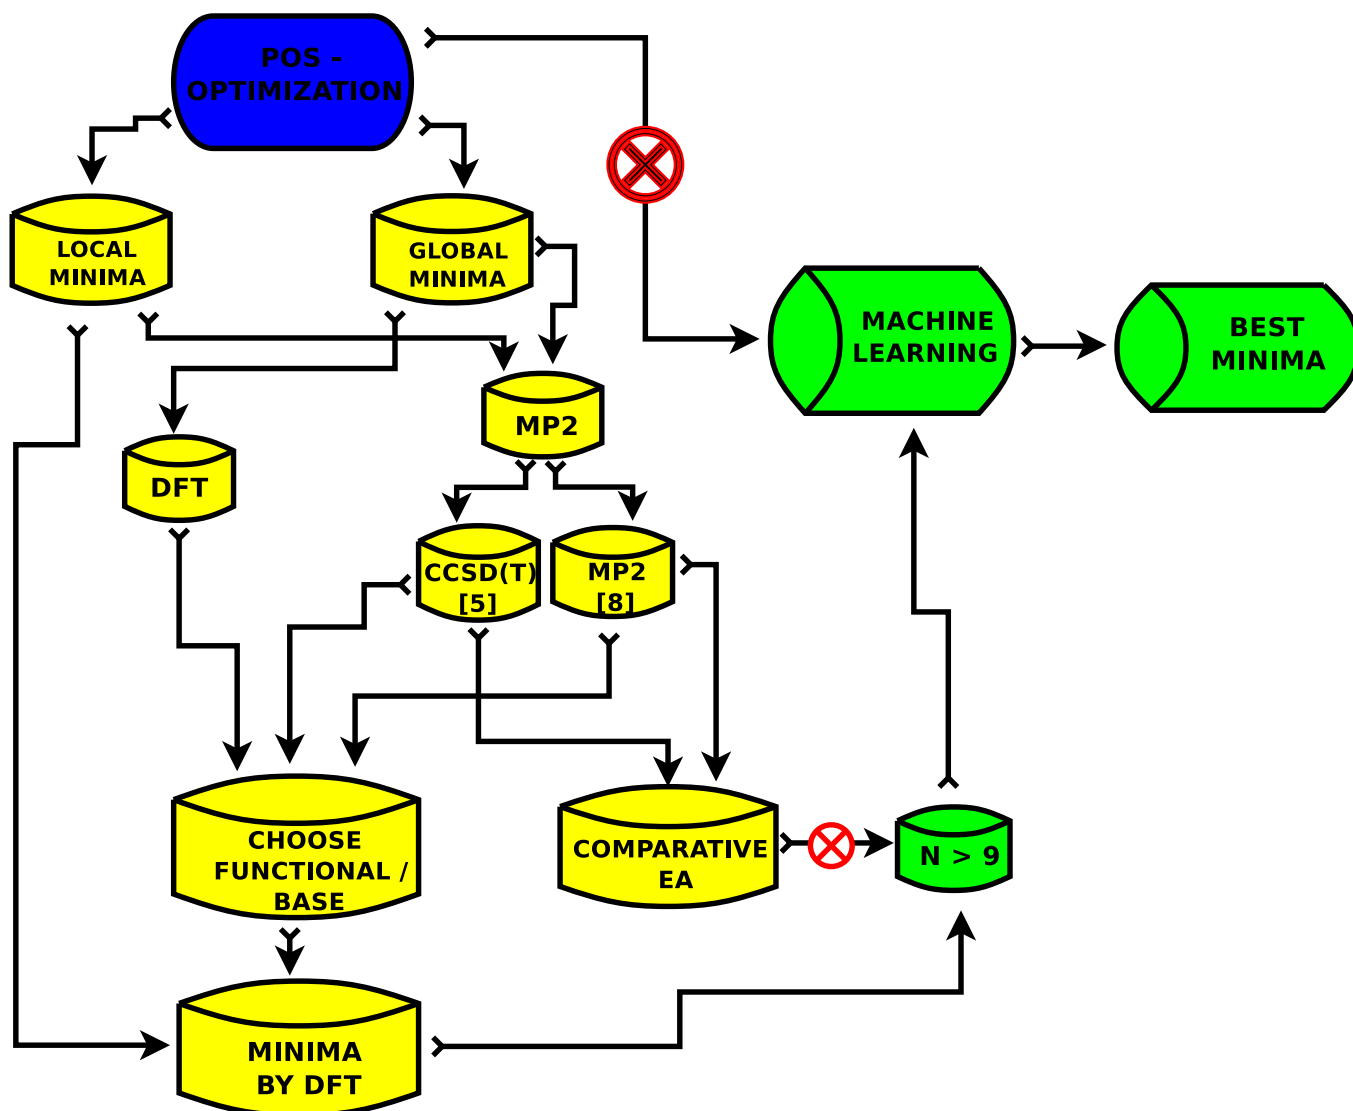 POS -
OPTIMIZATION
LOCAL
MINIMA
GLOBAL
MINIMA
MACHINE
LEARNING
BEST
MINIMA
MP2
DFT
CCSD(T)
[5]
MP2
[8]
CHOOSE
FUNCTIONAL /
BASE
COMPARATIVE
EA
N > 9
MINIMA
BY DFT